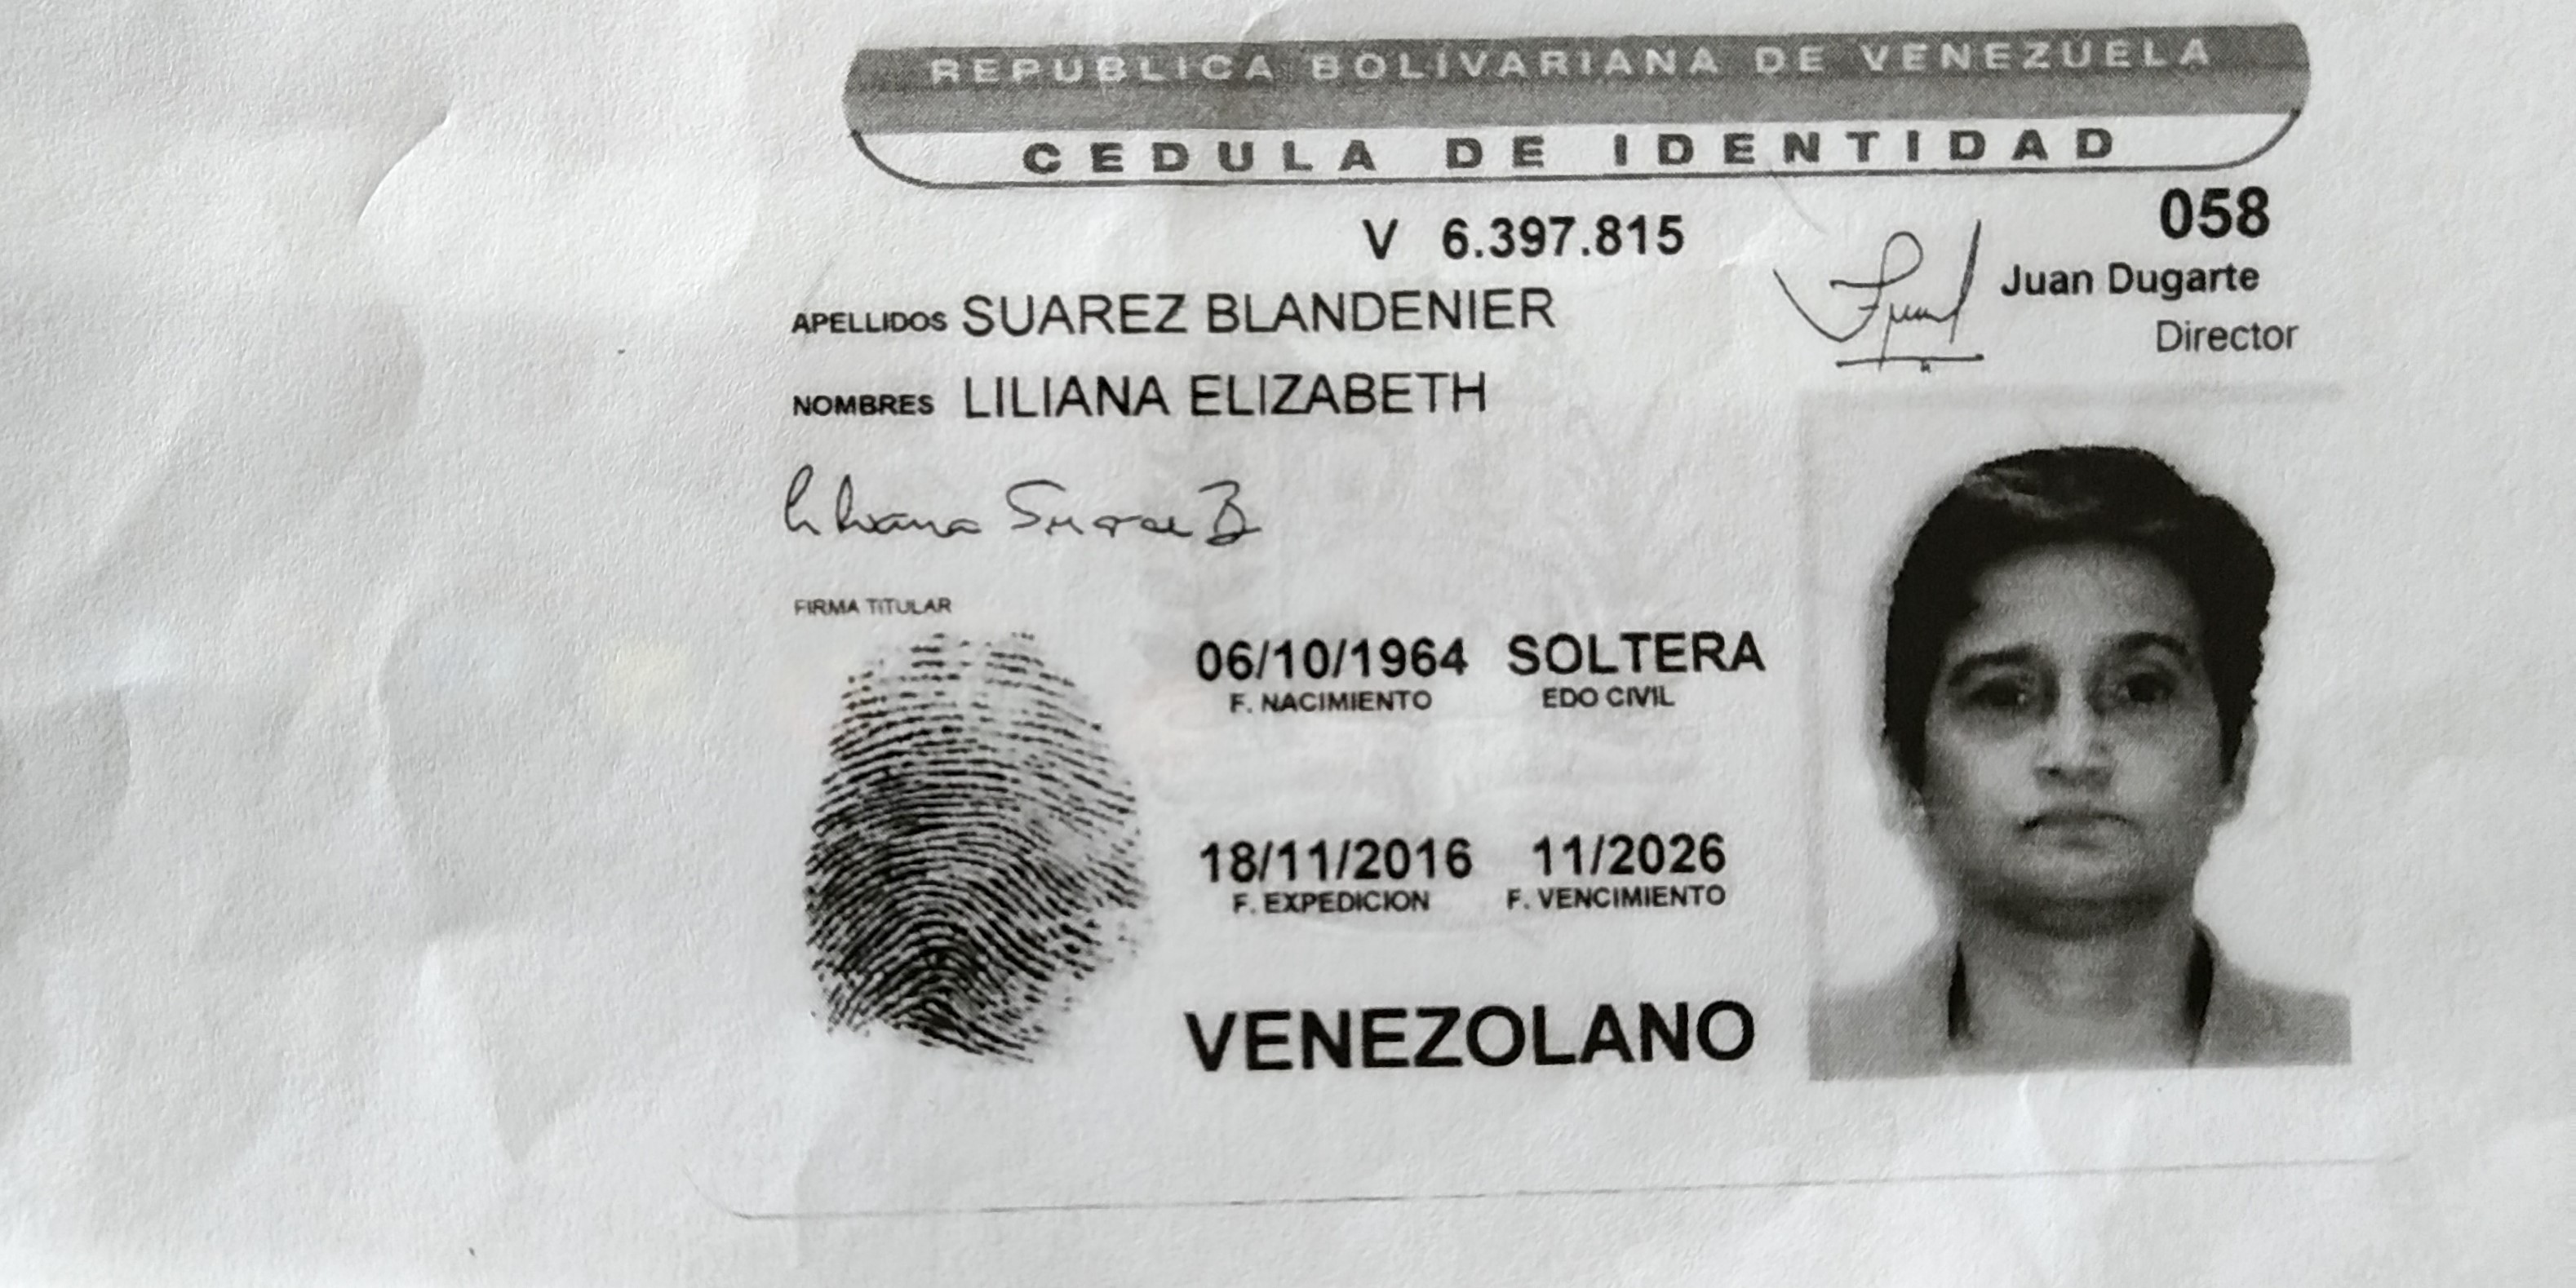 REPUBLICA BOLIVARIANA DE VENEZUELA
CEDULA DE IDENTIDAD
V 6.397.815
058
Juan Dugarte
Director
APELLIDOS SUAREZ BLANDENIER
NOMBRES LILIANA ELIZABETH
Liliana Suarez B
FIRMA TITULAR
06/10/1964 SOLTERA
F. NACIMIENTO EDO CIVIL
18/11/2016 11/2026
F. EXPEDICION F. VENCIMIENTO
VENEZOLANO